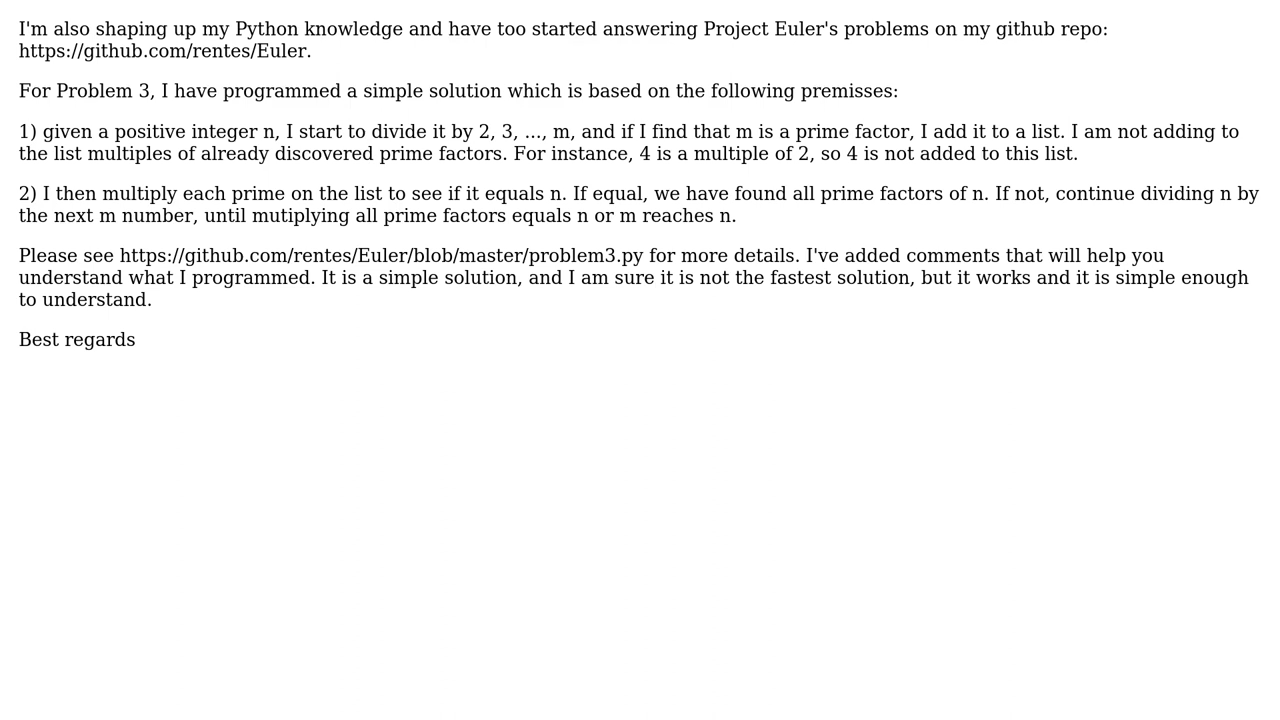 I'm also shaping up my Python knowledge and have too started answering Project Euler's problems on my github repo:
https://github.com/rentes/Euler.
For Problem 3, I have programmed a simple solution which is based on the following premisses:
1) given a positive integer n, I start to divide it by 2, 3, ..., m, and if I find that m is a prime factor, I add it to a list. I am not adding to
the list multiples of already discovered prime factors. For instance, 4 is a multiple of 2, so 4 is not added to this list.
2) I then multiply each prime on the list to see if it equals n. If equal, we have found all prime factors of n. If not, continue dividing n by
the next m number, until mutiplying all prime factors equals n or m reaches n.
Please see https://github.com/rentes/Euler/blob/master/problem3.py for more details. I've added comments that will help you
understand what I programmed. It is a simple solution, and I am sure it is not the fastest solution, but it works and it is simple enough
to understand.
Best regards